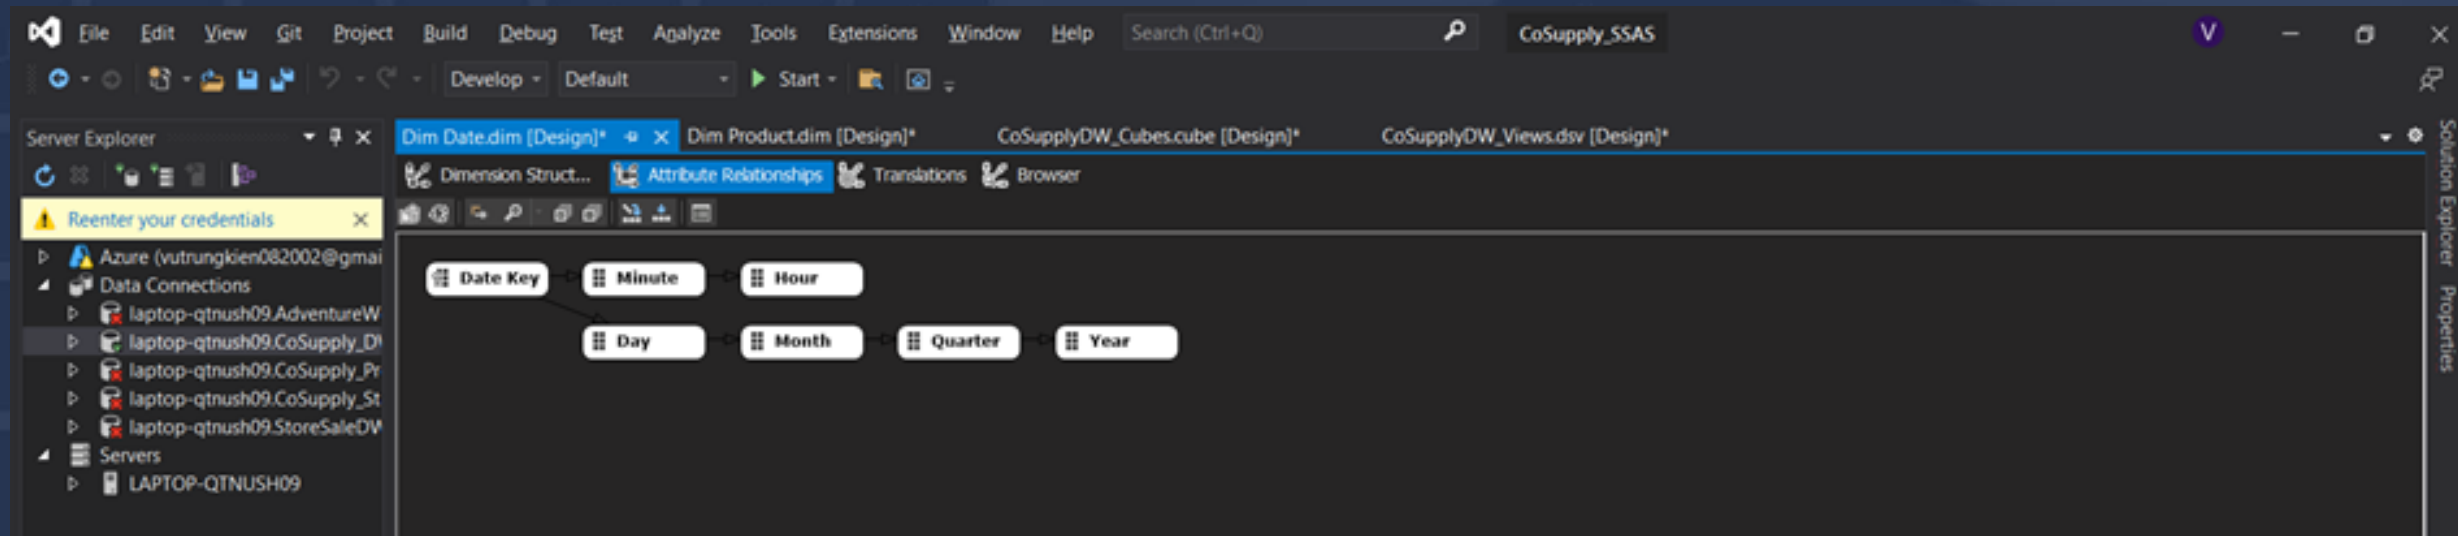 File Edit View Git Project Build Debug Test Analyze Tools Extensions Window Help Search (Ctrl+Q) CoSupply_SSAS V
Develop Default Start
Server Explorer
Dim Date.dim [Design]* Dim Product.dim [Design]* CoSupplyDW_Cubes.cube [Design]* CoSupplyDW_Views.dsv [Design]*
Dimension Struct... Attribute Relationships Translations Browser
Reenter your credentials
Azure (vutrungkien082002@gmai
Data Connections
laptop-qtnush09.AdventureW
laptop-qtnush09.CoSupply_D
laptop-qtnush09.CoSupply_Pr
laptop-qtnush09.CoSupply_St
laptop-qtnush09.StoreSaleDW
Servers
LAPTOP-QTNUSH09
Date Key Minute Hour
Day Month Quarter Year
Solution Explorer
Properties